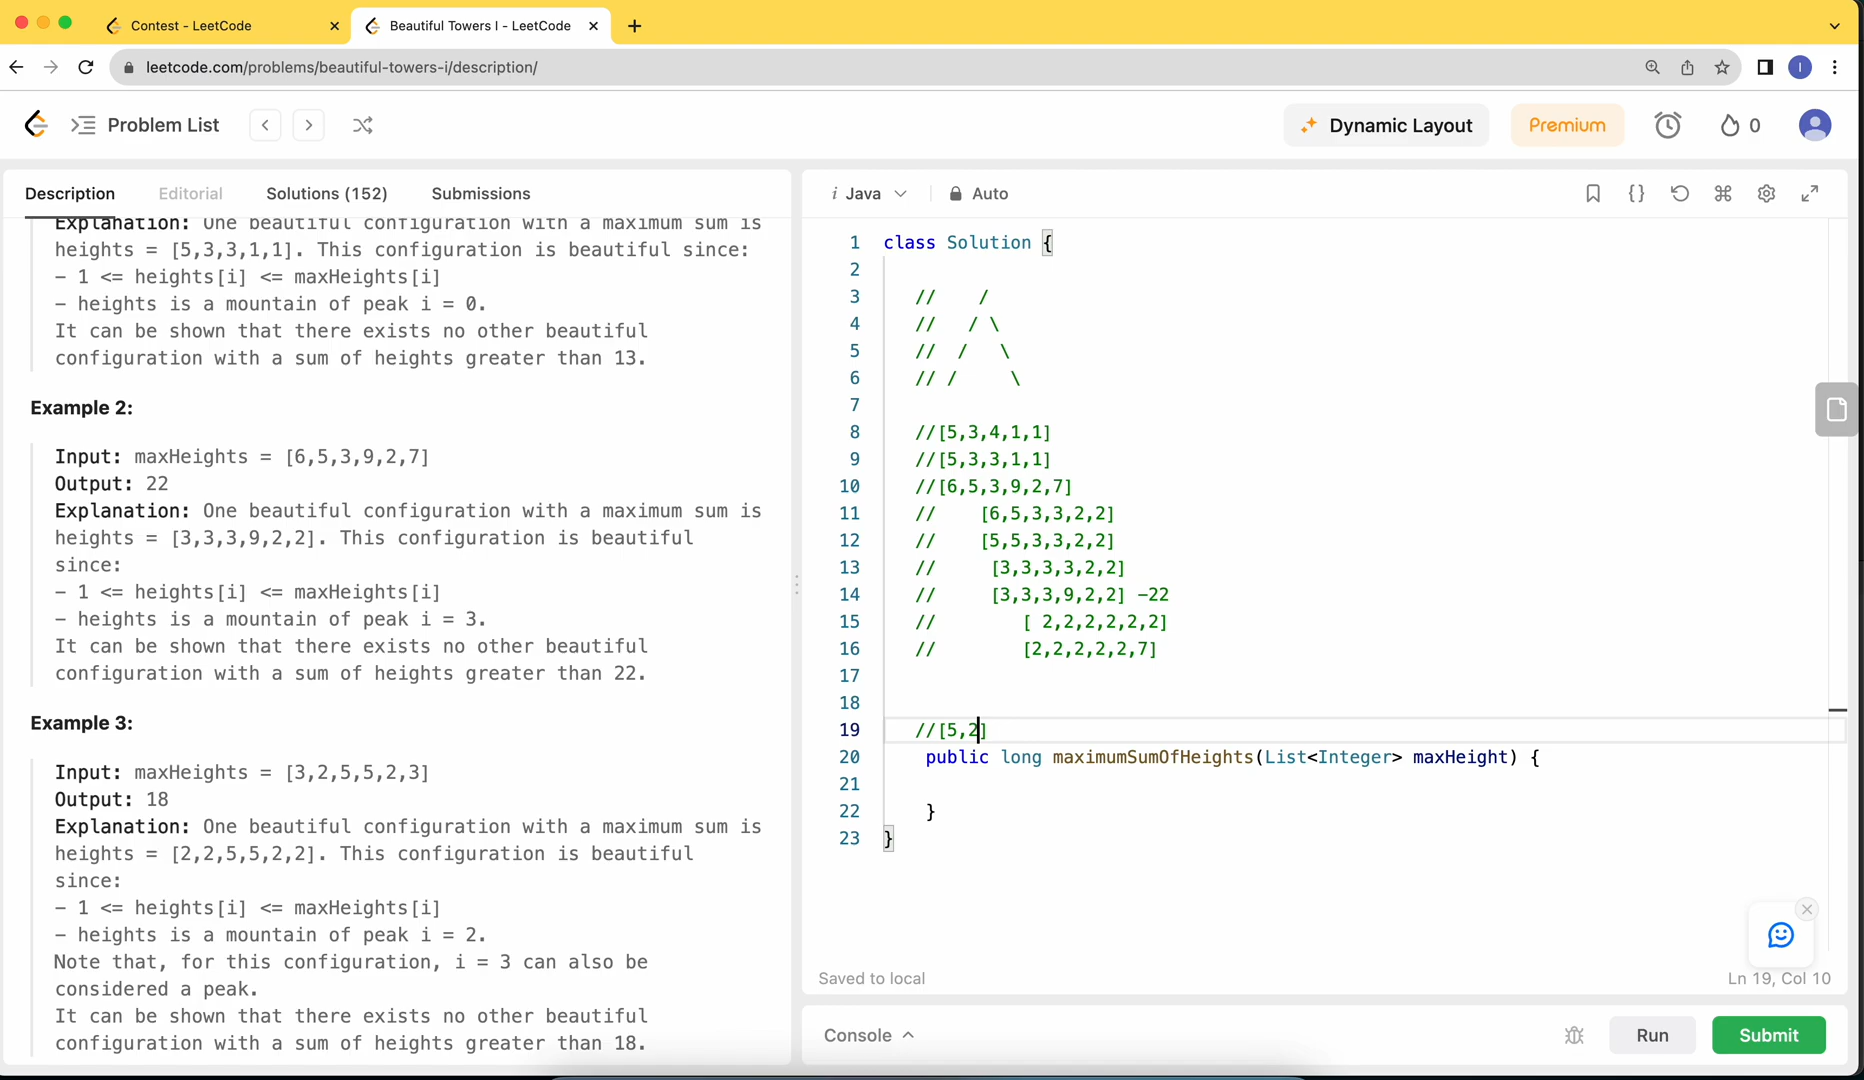 Contest - LeetCode
Beautiful Towers I - LeetCode
leetcode.com/problems/beautiful-towers-i/description/
I
Problem List
Dynamic Layout
Premium
0
Description
Editorial
Solutions (152)
Submissions
Explanation: One beautiful configuration with a maximum sum is
heights = [5,3,3,1,1]. This configuration is beautiful since:
- 1 <= heights[i] <= maxHeights[i]
- heights is a mountain of peak i = 0.
It can be shown that there exists no other beautiful
configuration with a sum of heights greater than 13.
Example 2:
Input: maxHeights = [6,5,3,9,2,7]
Output: 22
Explanation: One beautiful configuration with a maximum sum is
heights = [3,3,3,9,2,2]. This configuration is beautiful
since:
- 1 <= heights[i] <= maxHeights[i]
- heights is a mountain of peak i = 3.
It can be shown that there exists no other beautiful
configuration with a sum of heights greater than 22.
Example 3:
Input: maxHeights = [3,2,5,5,2,3]
Output: 18
Explanation: One beautiful configuration with a maximum sum is
heights = [2,2,5,5,2,2]. This configuration is beautiful
since:
- 1 <= heights[i] <= maxHeights[i]
- heights is a mountain of peak i = 2.
Note that, for this configuration, i = 3 can also be
considered a peak.
It can be shown that there exists no other beautiful
configuration with a sum of heights greater than 18.
i Java
Auto
1 class Solution {
2
3 //    /
4 //   / \
5 //  /   \
6 // /     \
7
8 //[5,3,4,1,1]
9 //[5,3,3,1,1]
10 //[6,5,3,9,2,7]
11 //    [6,5,3,3,2,2]
12 //    [5,5,3,3,2,2]
13 //     [3,3,3,3,2,2]
14 //     [3,3,3,9,2,2] -22
15 //        [ 2,2,2,2,2,2]
16 //        [2,2,2,2,2,7]
17
18
19 //[5,2]
20 public long maximumSumOfHeights(List<Integer> maxHeight) {
21
22 }
23 }
Saved to local
Ln 19, Col 10
Console
Run
Submit